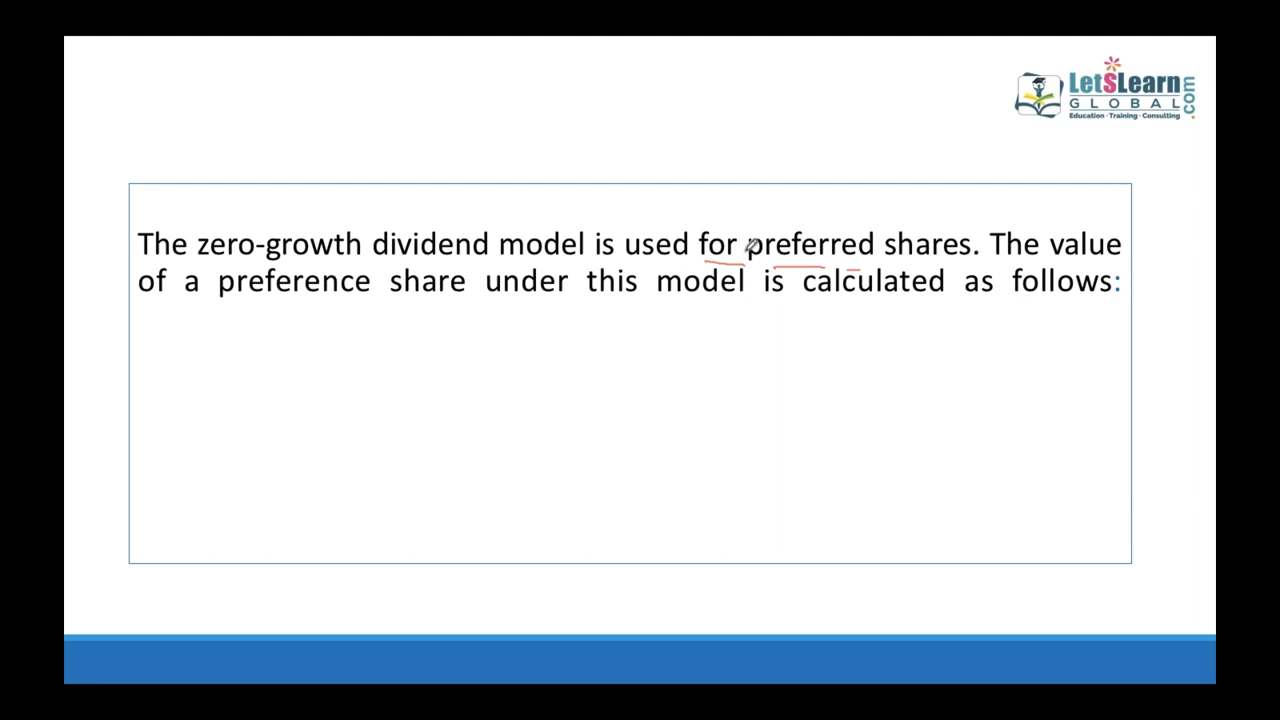 LetSLearn
GLOBAL
.com
Education · Training · Consulting
The zero-growth dividend model is used for preferred shares. The value
of a preference share under this model is calculated as follows: